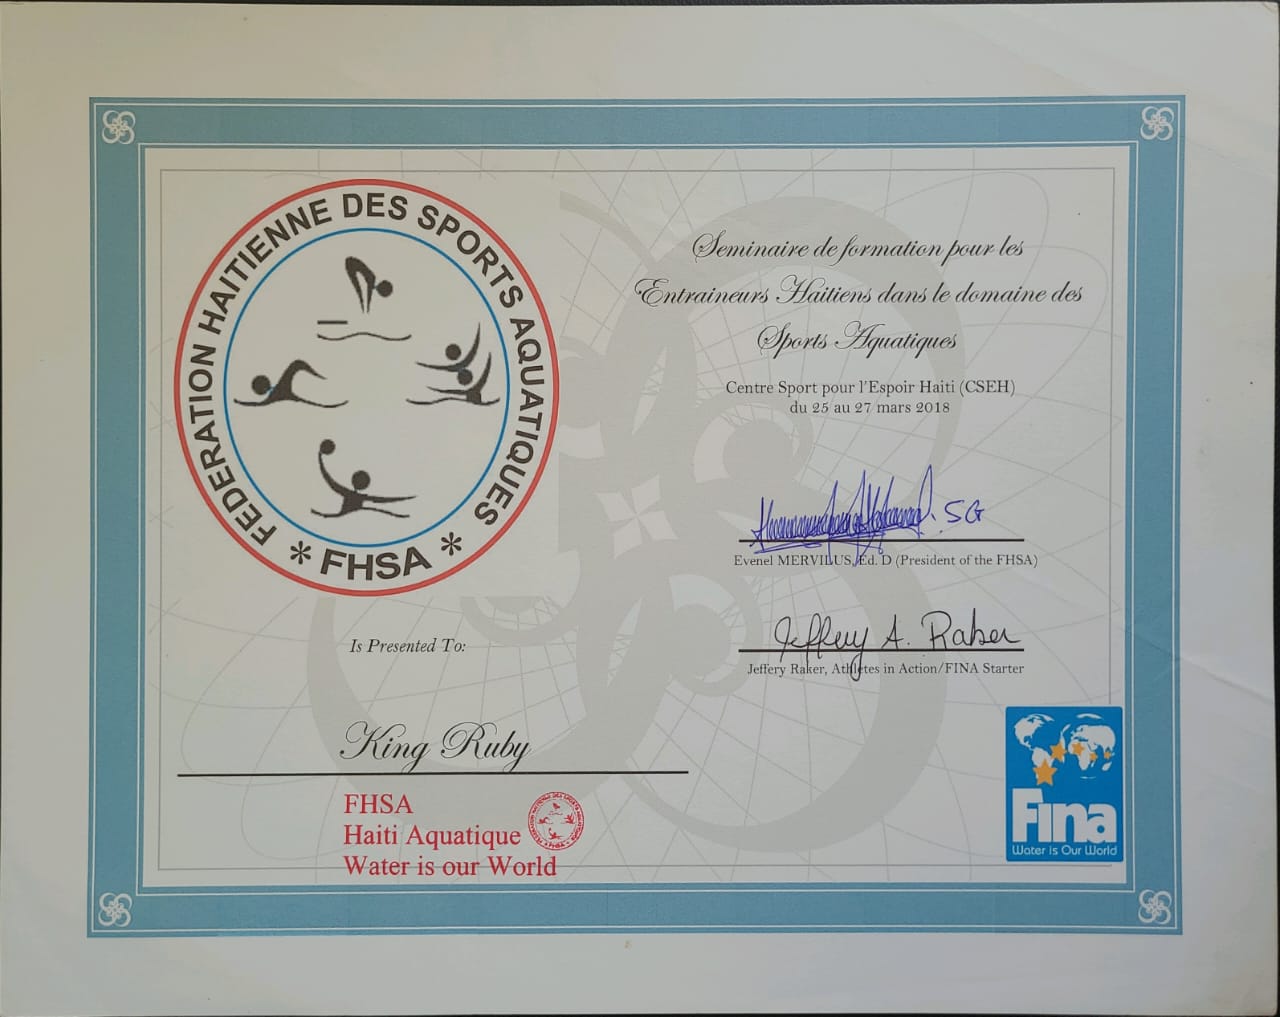 FEDERATION HAITIENNE DES SPORTS AQUATIQUES
* FHSA *
Seminaire de formation pour les
Entraineurs Haitiens dans le domaine des
Sports Aquatiques
Centre Sport pour l'Espoir Haiti (CSEH)
du 25 au 27 mars 2018
SG
Evenel MERVILUS, Ed. D (President of the FHSA)
Jeffery A. Raker
Jeffery Raker, Athletes in Action/FINA Starter
Is Presented To:
King Ruby
FHSA
Haiti Aquatique
Water is our World
Fina
Water is Our World